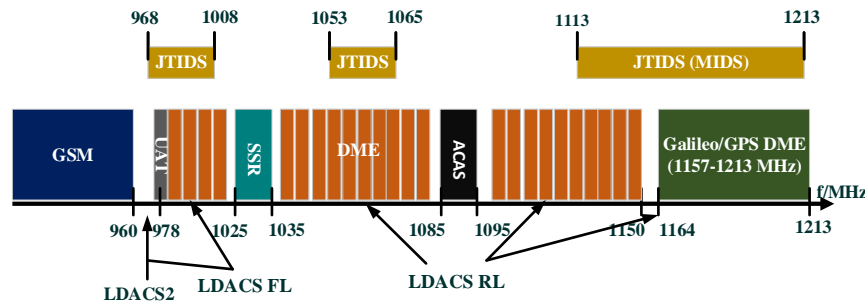 968 1008 1053 1065 1113 1213
JTIDS JTIDS JTIDS (MIDS)
GSM
UAT
SSR
DME
ACAS
Galileo/GPS DME
(1157-1213 MHz)
f/MHz
960 978 1025 1035 1085 1095 1150 1164 1213
LDACS2 LDACS FL LDACS RL